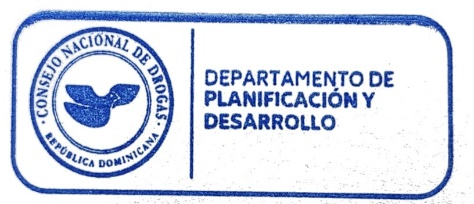 ·CONSEJO NACIONAL DE DROGAS·
REPÚBLICA DOMINICANA
DEPARTAMENTO DE
PLANIFICACIÓN Y
DESARROLLO